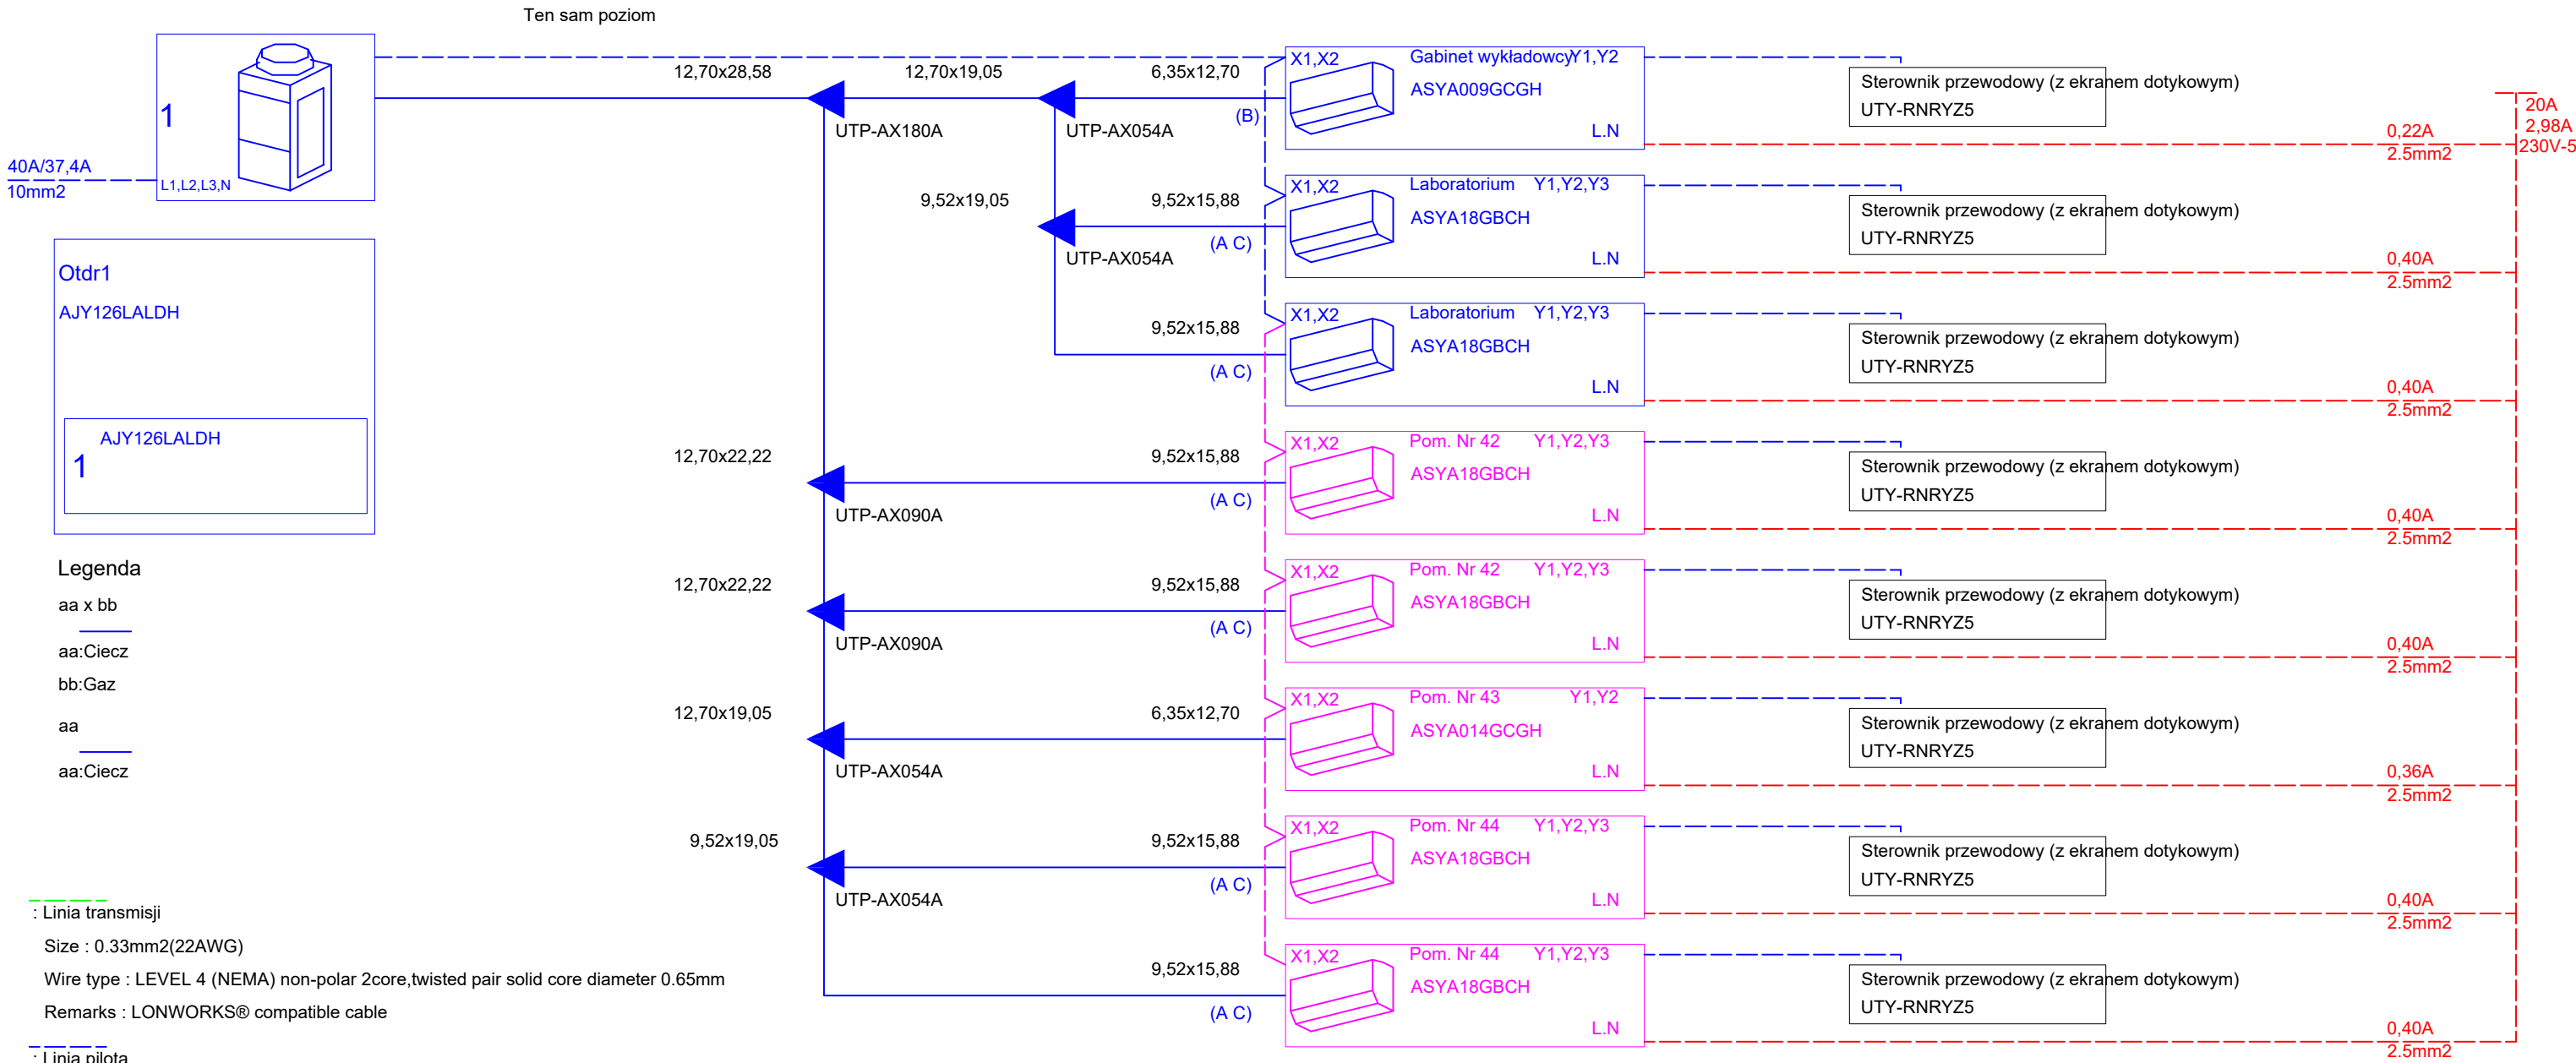 Ten sam poziom
1
L1,L2,L3,N
40A/37,4A
10mm2
12,70x28,58
12,70x19,05
6,35x12,70
UTP-AX180A
UTP-AX054A
(B)
X1,X2
Gabinet wykładowcy
Y1,Y2
ASYA009GCGH
L.N
Sterownik przewodowy (z ekranem dotykowym)
UTY-RNRYZ5
0,22A
2.5mm2
20A
2,98A
230V-5
9,52x19,05
9,52x15,88
UTP-AX054A
(A C)
X1,X2
Laboratorium
Y1,Y2,Y3
ASYA18GBCH
L.N
Sterownik przewodowy (z ekranem dotykowym)
UTY-RNRYZ5
0,40A
2.5mm2
9,52x15,88
(A C)
X1,X2
Laboratorium
Y1,Y2,Y3
ASYA18GBCH
L.N
Sterownik przewodowy (z ekranem dotykowym)
UTY-RNRYZ5
0,40A
2.5mm2
12,70x22,22
9,52x15,88
UTP-AX090A
(A C)
X1,X2
Pom. Nr 42
Y1,Y2,Y3
ASYA18GBCH
L.N
Sterownik przewodowy (z ekranem dotykowym)
UTY-RNRYZ5
0,40A
2.5mm2
12,70x22,22
9,52x15,88
UTP-AX090A
(A C)
X1,X2
Pom. Nr 42
Y1,Y2,Y3
ASYA18GBCH
L.N
Sterownik przewodowy (z ekranem dotykowym)
UTY-RNRYZ5
0,40A
2.5mm2
12,70x19,05
6,35x12,70
UTP-AX054A
X1,X2
Pom. Nr 43
Y1,Y2
ASYA014GCGH
L.N
Sterownik przewodowy (z ekranem dotykowym)
UTY-RNRYZ5
0,36A
2.5mm2
9,52x19,05
9,52x15,88
UTP-AX054A
(A C)
X1,X2
Pom. Nr 44
Y1,Y2,Y3
ASYA18GBCH
L.N
Sterownik przewodowy (z ekranem dotykowym)
UTY-RNRYZ5
0,40A
2.5mm2
9,52x15,88
(A C)
X1,X2
Pom. Nr 44
Y1,Y2,Y3
ASYA18GBCH
L.N
Sterownik przewodowy (z ekranem dotykowym)
UTY-RNRYZ5
0,40A
2.5mm2
Otdr1
AJY126LALDH
AJY126LALDH
1
Legenda
aa x bb
aa:Ciecz
bb:Gaz
aa
aa:Ciecz
: Linia transmisji
Size : 0.33mm2(22AWG)
Wire type : LEVEL 4 (NEMA) non-polar 2core,twisted pair solid core diameter 0.65mm
Remarks : LONWORKS® compatible cable
: Linia pilota